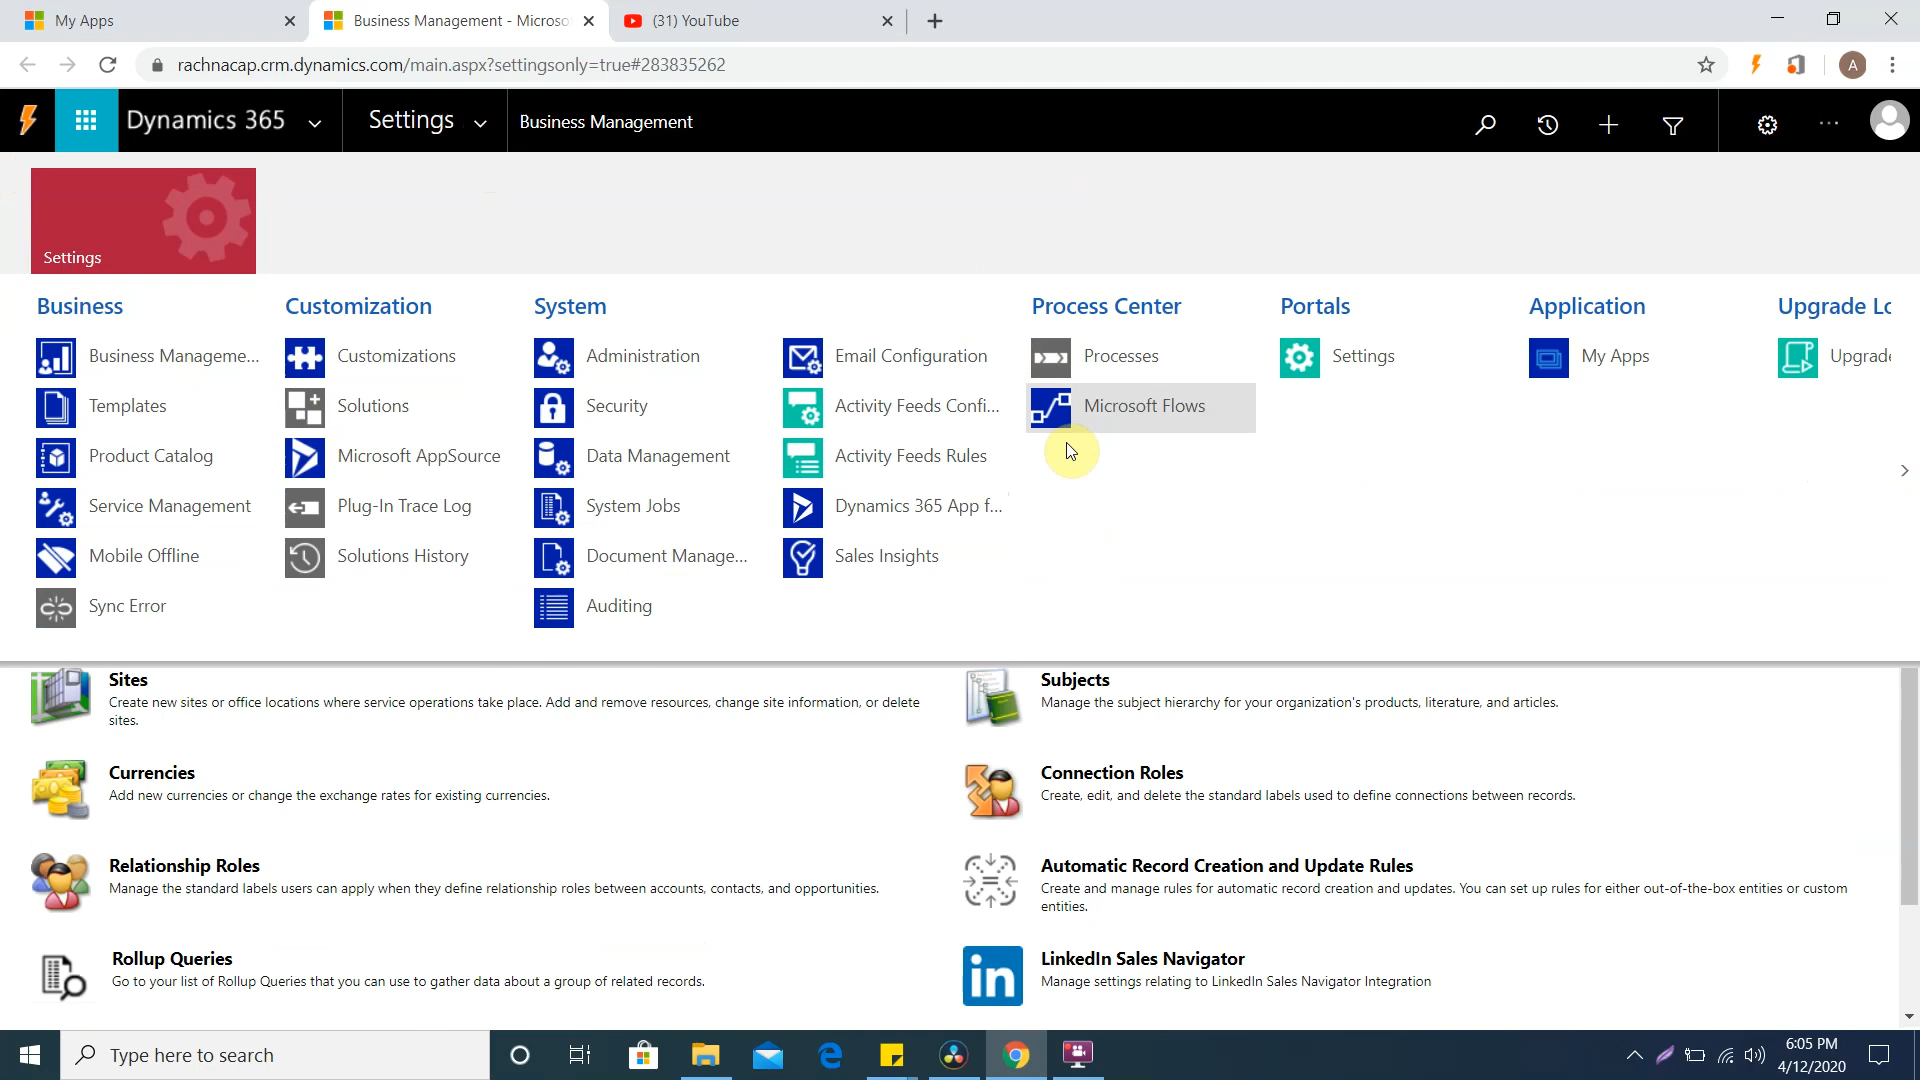 My Apps
Business Management - Microso
(31) YouTube
rachnacap.crm.dynamics.com/main.aspx?settingsonly=true#283835262
A
Dynamics 365
Settings
Business Management
Settings
Business
Customization
System
Process Center
Portals
Application
Upgrade Lo
Business Manageme...
Customizations
Administration
Email Configuration
Processes
Settings
My Apps
Upgrade
Templates
Solutions
Security
Activity Feeds Confi...
Microsoft Flows
Product Catalog
Microsoft AppSource
Data Management
Activity Feeds Rules
Service Management
Plug-In Trace Log
System Jobs
Dynamics 365 App f...
Mobile Offline
Solutions History
Document Manage...
Sales Insights
Sync Error
Auditing
Sites
Create new sites or office locations where service operations take place. Add and remove resources, change site information, or delete
sites.
Subjects
Manage the subject hierarchy for your organization's products, literature, and articles.
Currencies
Add new currencies or change the exchange rates for existing currencies.
Connection Roles
Create, edit, and delete the standard labels used to define connections between records.
Relationship Roles
Manage the standard labels users can apply when they define relationship roles between accounts, contacts, and opportunities.
Automatic Record Creation and Update Rules
Create and manage rules for automatic record creation and updates. You can set up rules for either out-of-the-box entities or custom
entities.
Rollup Queries
Go to your list of Rollup Queries that you can use to gather data about a group of related records.
in
LinkedIn Sales Navigator
Manage settings relating to LinkedIn Sales Navigator Integration
Type here to search
6:05 PM
4/12/2020